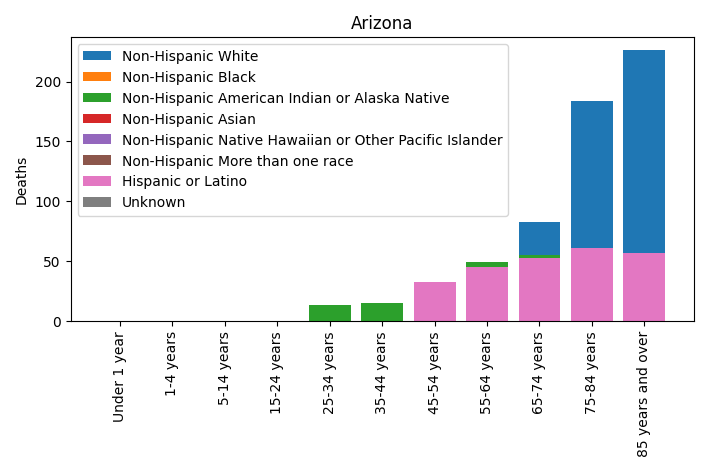 Arizona
Deaths
200
150
100
50
0
Non-Hispanic White
Non-Hispanic Black
Non-Hispanic American Indian or Alaska Native
Non-Hispanic Asian
Non-Hispanic Native Hawaiian or Other Pacific Islander
Non-Hispanic More than one race
Hispanic or Latino
Unknown
Under 1 year
1-4 years
5-14 years
15-24 years
25-34 years
35-44 years
45-54 years
55-64 years
65-74 years
75-84 years
85 years and over